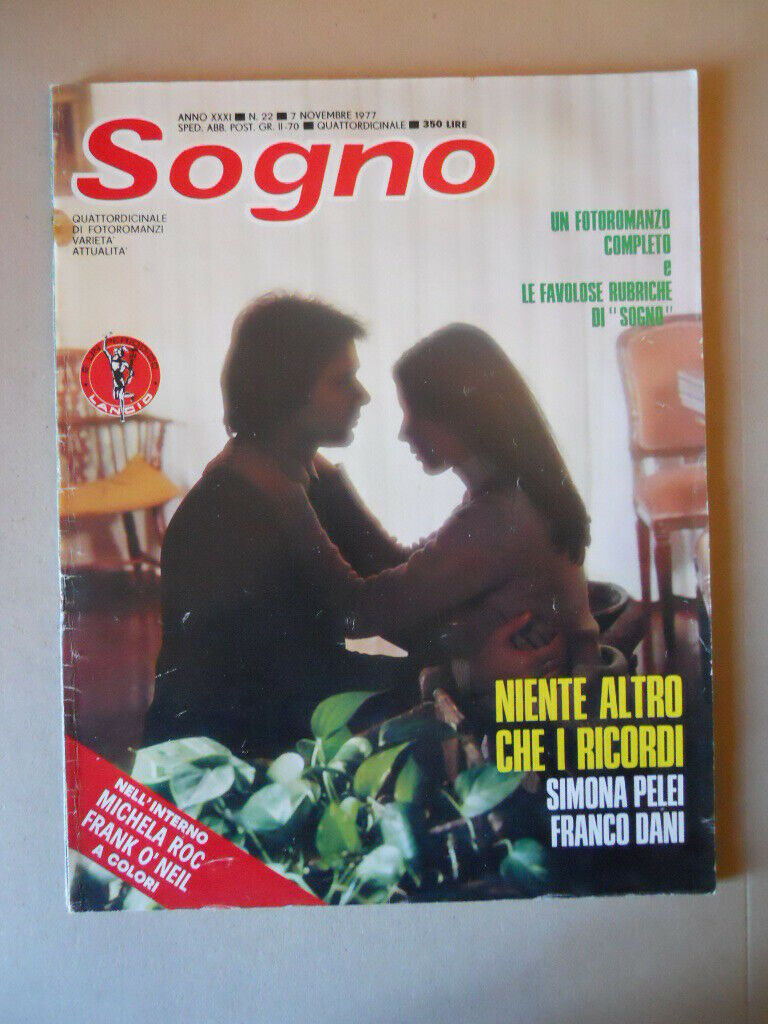 ANNO XXXI ■ N. 22 ■ 7 NOVEMBRE 1977
SPED. ABB. POST. GR. II-70 ■ QUATTORDICINALE ■ 350 LIRE
Sogno
QUATTORDICINALE
DI FOTOROMANZI
VARIETA'
ATTUALITA'
UN FOTOROMANZO
COMPLETO
e
LE FAVOLOSE RUBRICHE
DI "SOGNO"
LANCIO
NIENTE ALTRO
CHE I RICORDI
SIMONA PELEI
FRANCO DANI
NELL'INTERNO
MICHELA ROC
FRANK O'NEIL
A COLORI